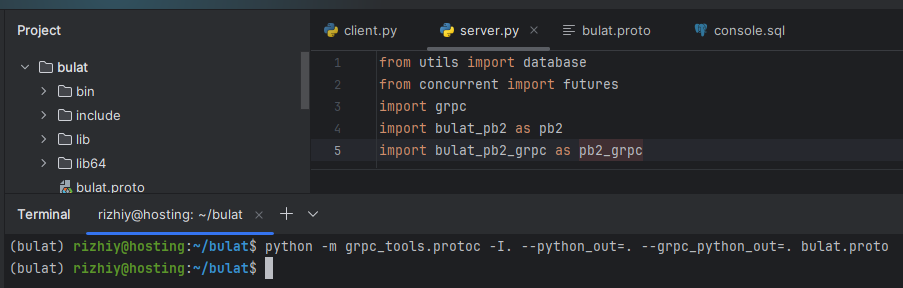 Project
client.py
server.py
bulat.proto
console.sql
bulat
bin
include
lib
lib64
bulat.proto
1 from utils import database
2 from concurrent import futures
3 import grpc
4 import bulat_pb2 as pb2
5 import bulat_pb2_grpc as pb2_grpc
Terminal
rizhiy@hosting: ~/bulat
(bulat) rizhiy@hosting:~/bulat$ python -m grpc_tools.protoc -I. --python_out=. --grpc_python_out=. bulat.proto
(bulat) rizhiy@hosting:~/bulat$